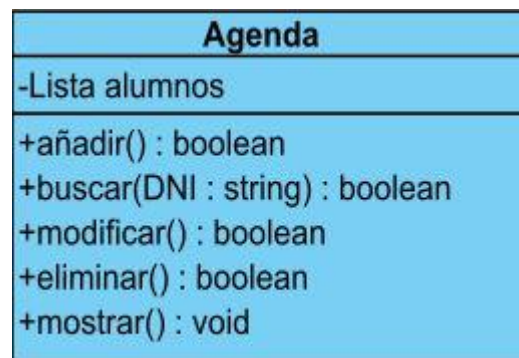 Agenda
-Lista alumnos
+añadir() : boolean
+buscar(DNI : string) : boolean
+modificar() : boolean
+eliminar() : boolean
+mostrar() : void